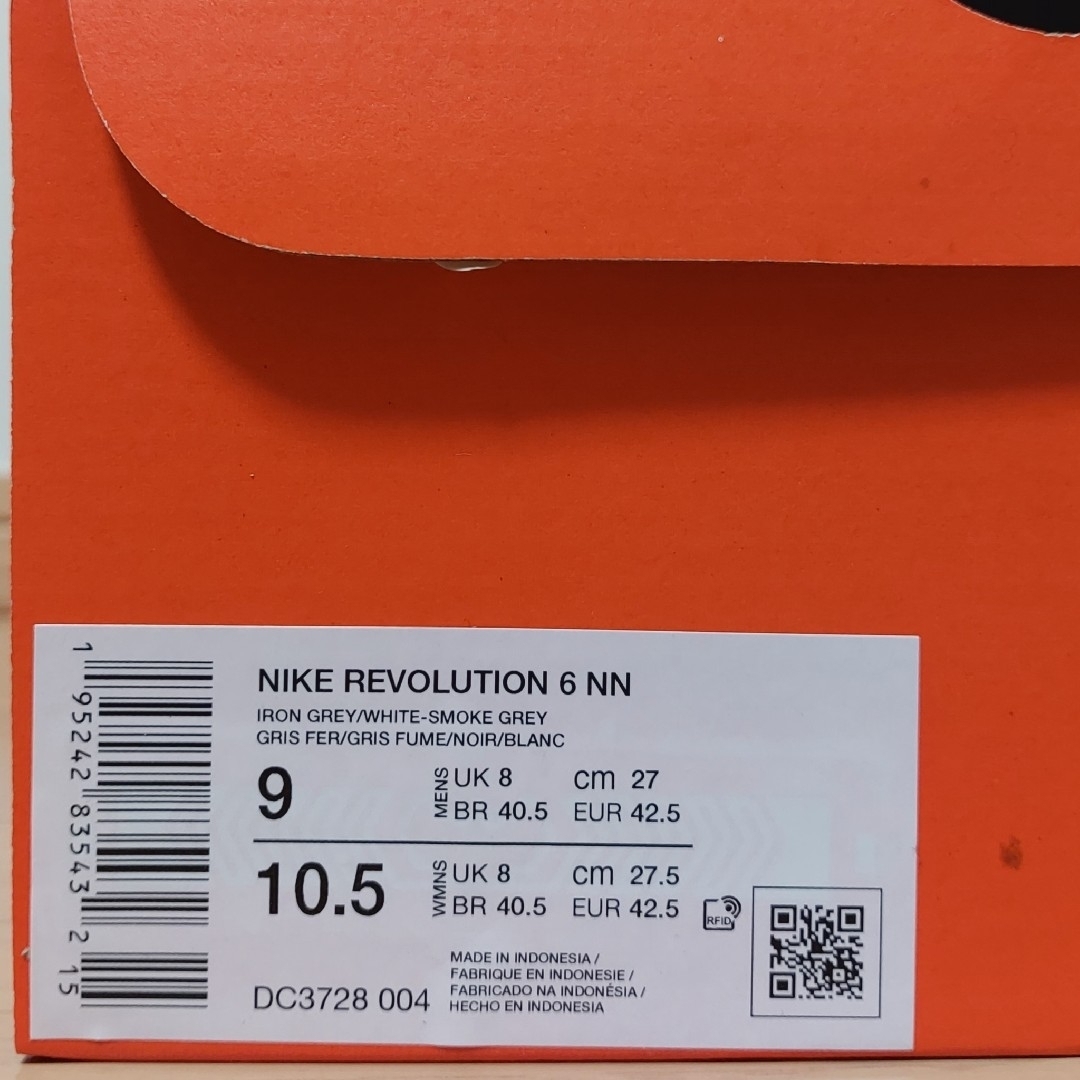 NIKE REVOLUTION 6 NN
IRON GREY/WHITE-SMOKE GREY
GRIS FER/GRIS FUME/NOIR/BLANC
9 MENS UK 8 cm 27
BR 40.5 EUR 42.5
10.5 WMNS UK 8 cm 27.5
BR 40.5 EUR 42.5
RFID
MADE IN INDONESIA /
FABRIQUE EN INDONESIE /
FABRICADO NA INDONÉSIA /
HECHO EN INDONESIA
DC3728 004
1 95242 83543 2 15